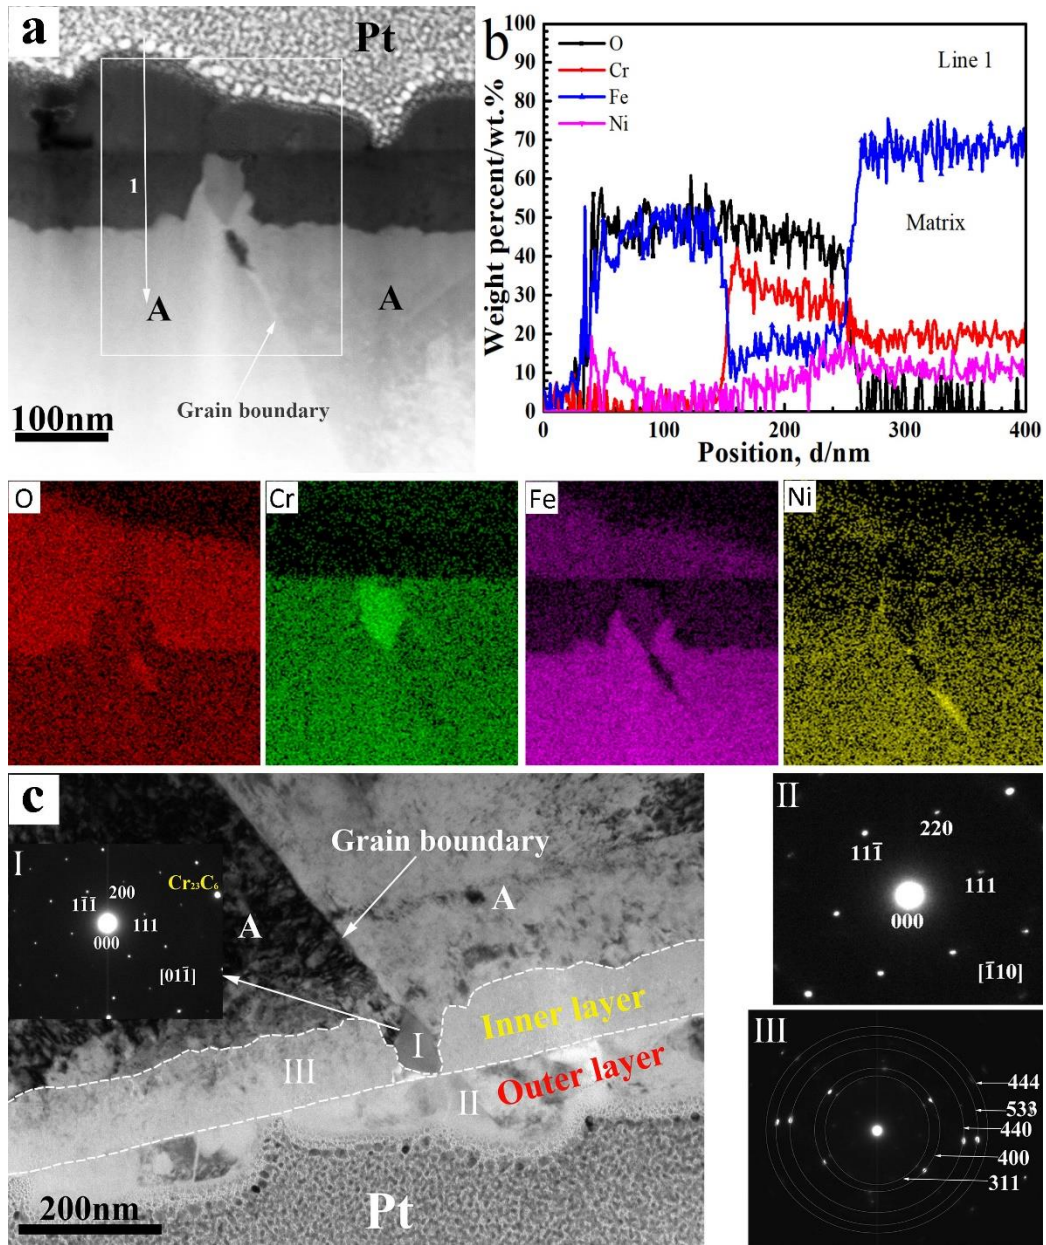 a
Pt
1
A
A
Grain boundary
100nm
b
O
Cr
Fe
Ni
Line 1
Matrix
Weight percent/wt.%
100
90
80
70
60
50
40
30
20
10
0
0 100 200 300 400
Position, d/nm
O
Cr
Fe
Ni
c
I
Cr₂₃C₆
200
11̄1̄
111
000
[011̄]
Grain boundary
A
A
I
Inner layer
III
Outer layer
II
200nm
Pt
II
220
111̄
111
000
[1̄10]
III
444
533
440
400
311